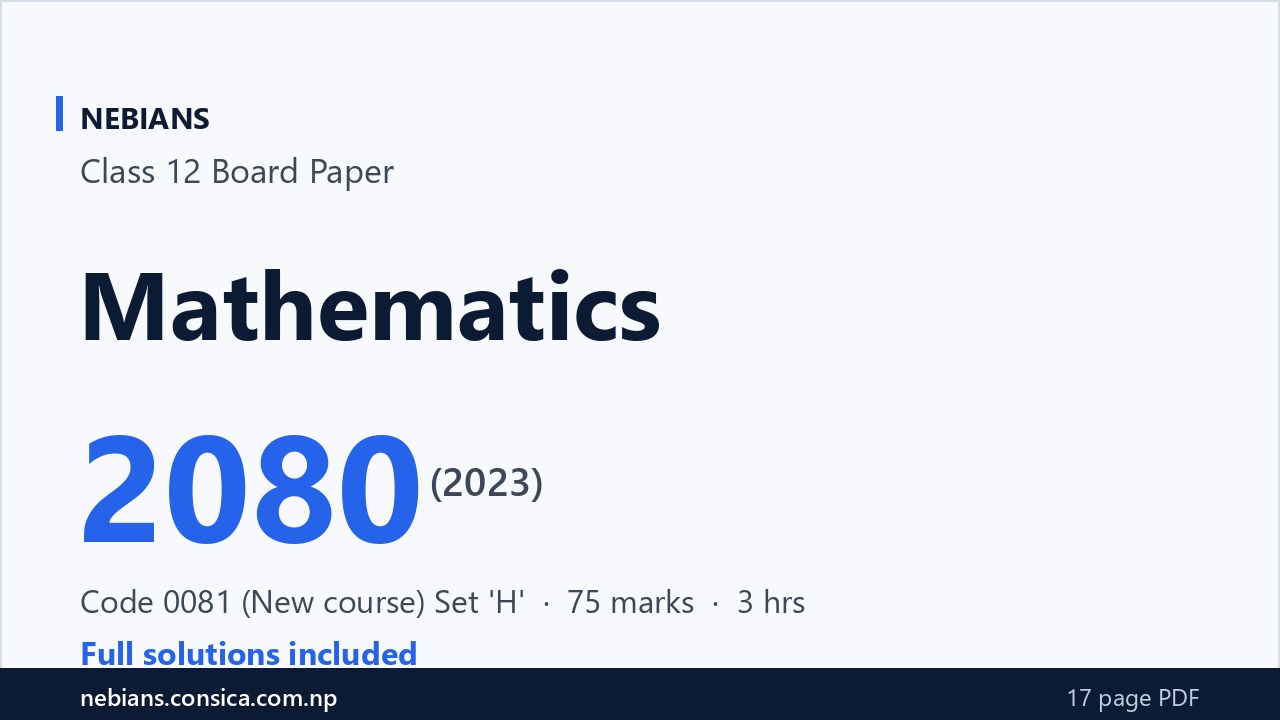 NEBIANS
Class 12 Board Paper
Mathematics
2080 (2023)
Code 0081 (New course) Set 'H' · 75 marks · 3 hrs
Full solutions included
nebians.consica.com.np
17 page PDF